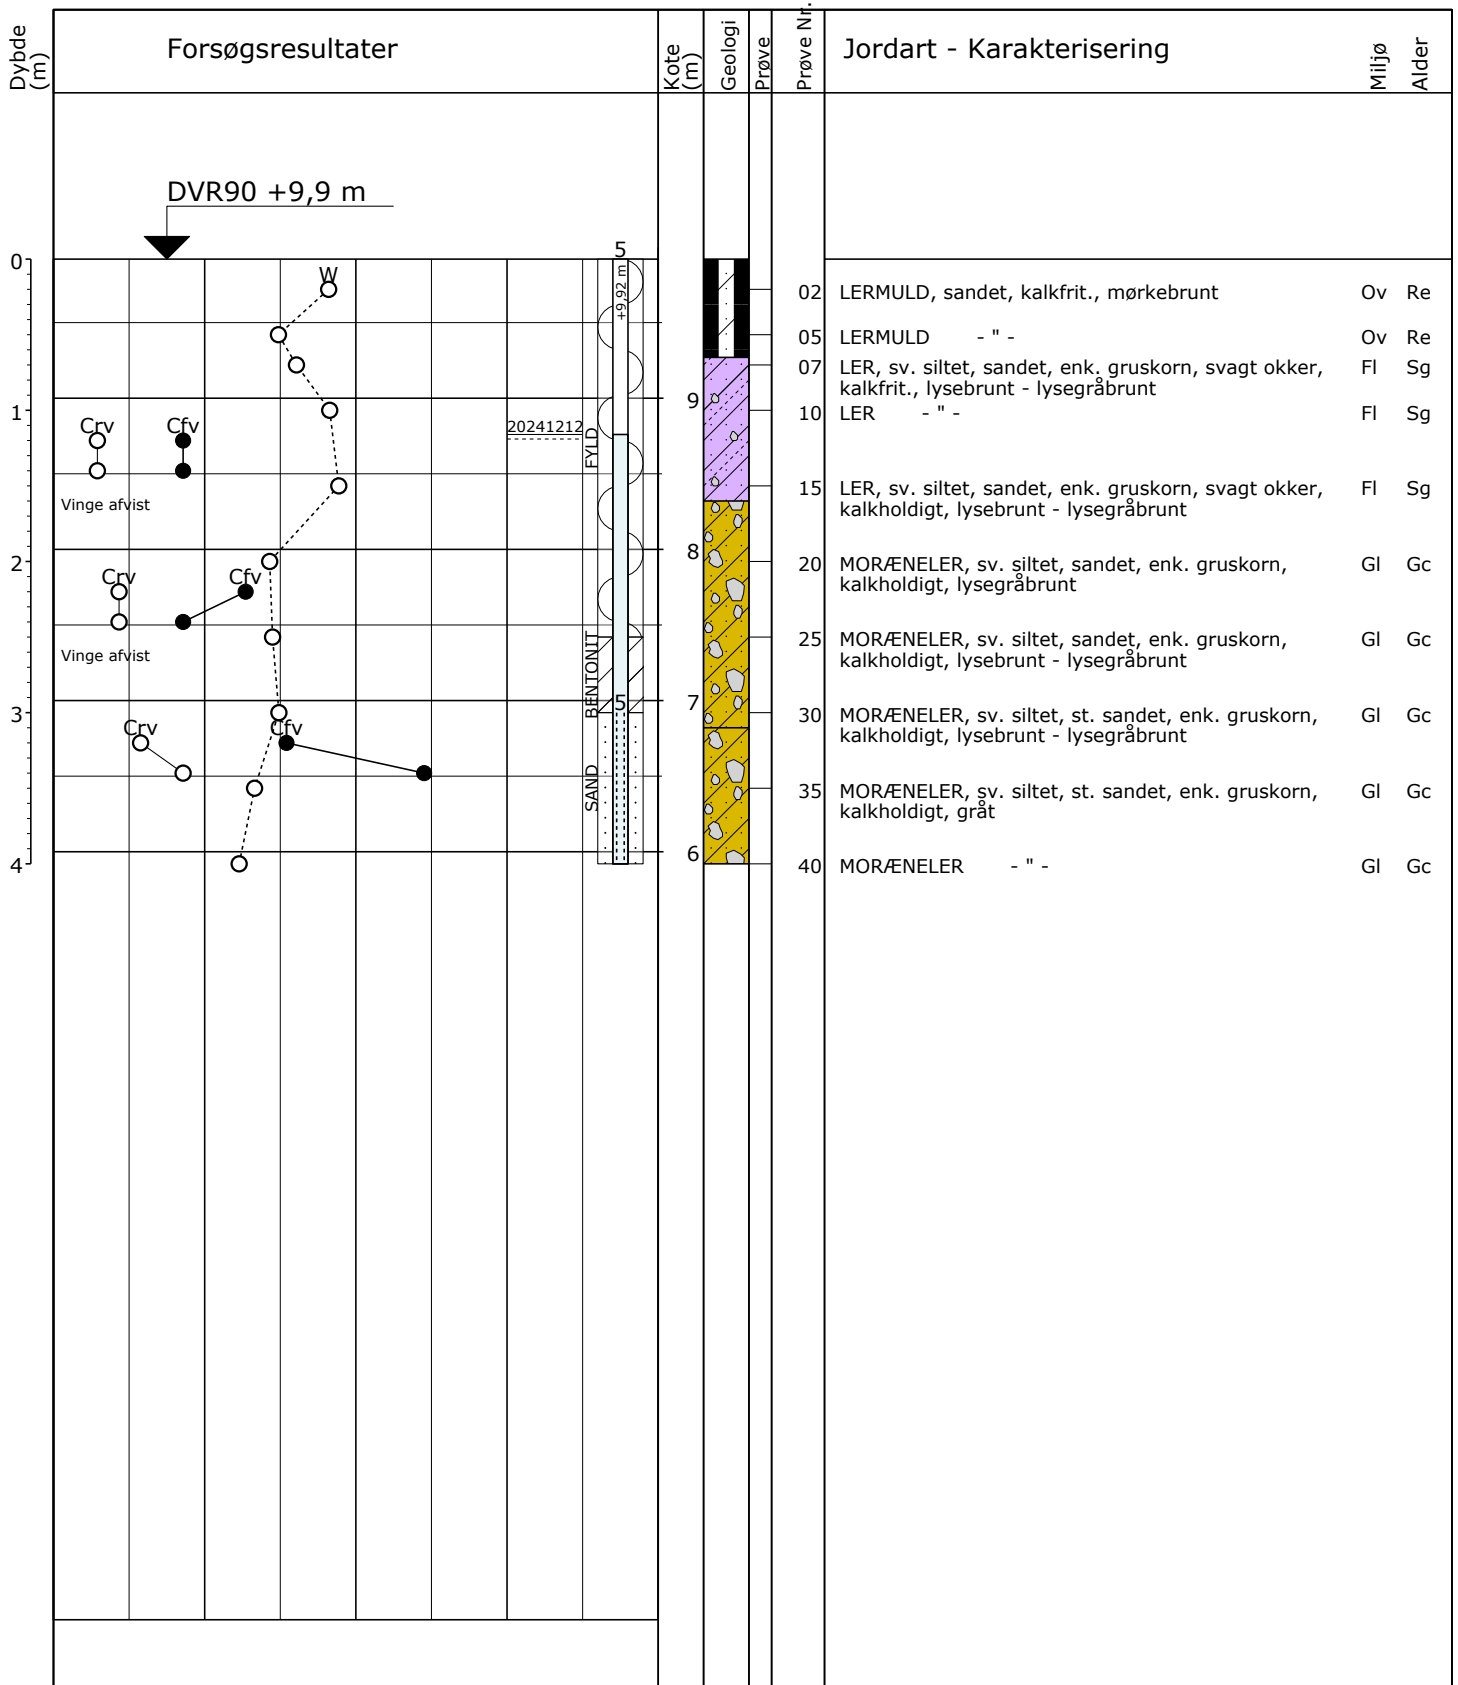 Dybde (m)
Forsøgsresultater
Kote (m)
Geologi
Prøve
Prøve Nr.
Jordart - Karakterisering
Miljø
Alder
DVR90 +9,9 m
0
W
5
+9,92 m
02 LERMULD, sandet, kalkfrit., mørkebrunt Ov Re
05 LERMULD - " - Ov Re
07 LER, sv. siltet, sandet, enk. gruskorn, svagt okker, Fl Sg
kalkfrit., lysebrunt - lysegråbrunt
1
9
10 LER - " - Fl Sg
Crv
Cfv
20241212
FYLD
Vinge afvist
15 LER, sv. siltet, sandet, enk. gruskorn, svagt okker, Fl Sg
kalkholdigt, lysebrunt - lysegråbrunt
2
8
20 MORÆNELER, sv. siltet, sandet, enk. gruskorn, Gl Gc
kalkholdigt, lysegråbrunt
Crv
Cfv
Vinge afvist
BENTONIT
25 MORÆNELER, sv. siltet, sandet, enk. gruskorn, Gl Gc
kalkholdigt, lysebrunt - lysegråbrunt
3
5
7
30 MORÆNELER, sv. siltet, st. sandet, enk. gruskorn, Gl Gc
kalkholdigt, lysebrunt - lysegråbrunt
Crv
Cfv
SAND
35 MORÆNELER, sv. siltet, st. sandet, enk. gruskorn, Gl Gc
kalkholdigt, gråt
4
6
40 MORÆNELER - " - Gl Gc